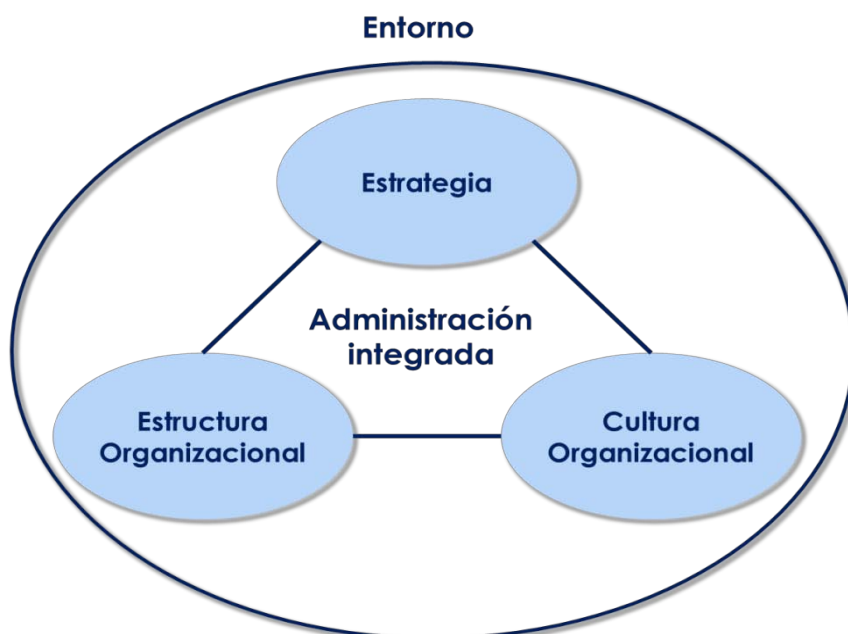 Entorno
Estrategia
Administración
integrada
Estructura
Organizacional
Cultura
Organizacional